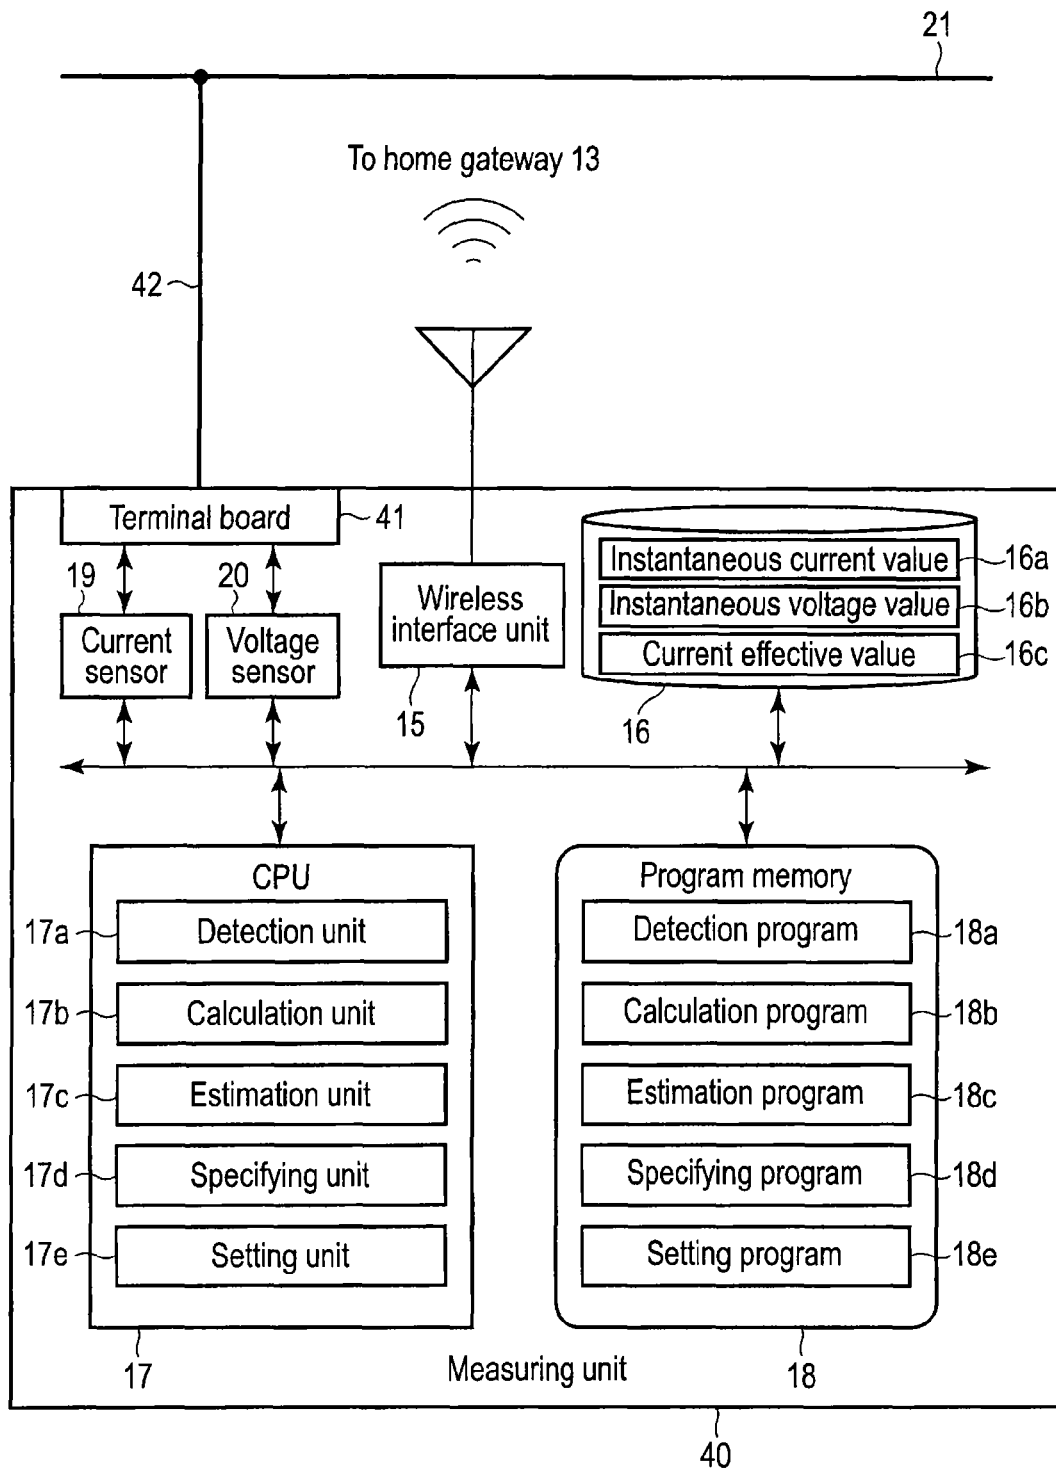 21
To home gateway 13
42
Terminal board
41
19
20
Current
sensor
Voltage
sensor
Wireless
interface unit
15
Instantaneous current value
16a
Instantaneous voltage value
16b
Current effective value
16c
16
CPU
17a
Detection unit
17b
Calculation unit
17c
Estimation unit
17d
Specifying unit
17e
Setting unit
17
Program memory
Detection program
18a
Calculation program
18b
Estimation program
18c
Specifying program
18d
Setting program
18e
18
Measuring unit
40